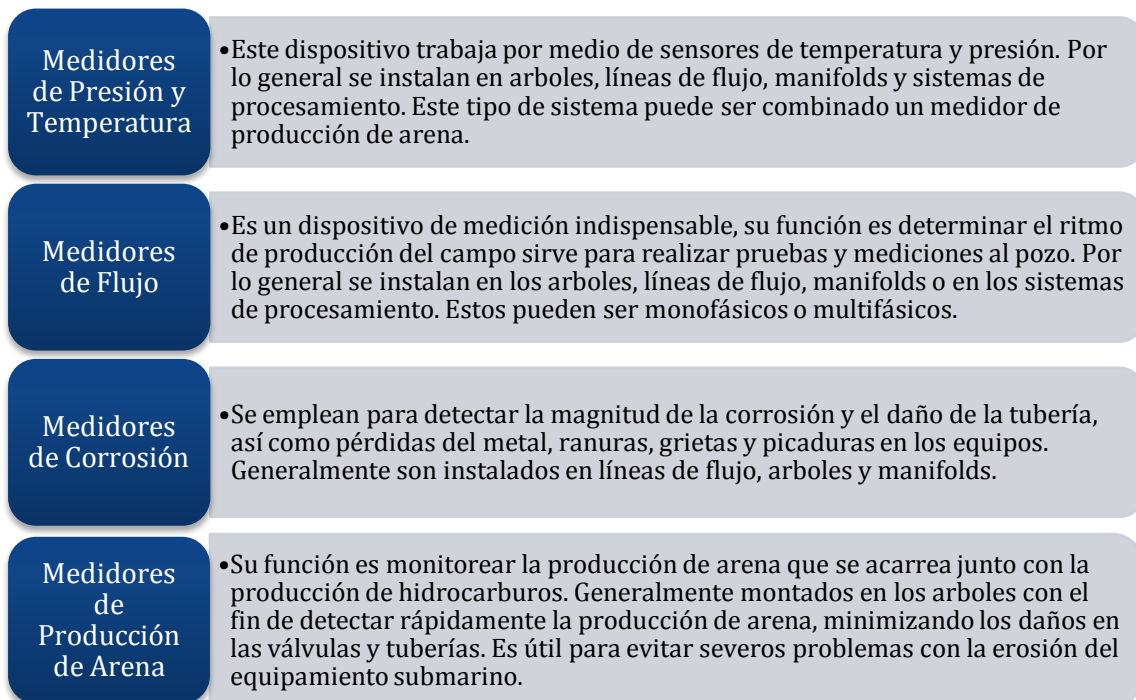 Medidores
de Presión y
Temperatura
•Este dispositivo trabaja por medio de sensores de temperatura y presión. Por
lo general se instalan en arboles, líneas de flujo, manifolds y sistemas de
procesamiento. Este tipo de sistema puede ser combinado un medidor de
producción de arena.
Medidores
de Flujo
•Es un dispositivo de medición indispensable, su función es determinar el ritmo
de producción del campo sirve para realizar pruebas y mediciones al pozo. Por
lo general se instalan en los arboles, líneas de flujo, manifolds o en los sistemas
de procesamiento. Estos pueden ser monofásicos o multifásicos.
Medidores
de Corrosión
•Se emplean para detectar la magnitud de la corrosión y el daño de la tubería,
así como pérdidas del metal, ranuras, grietas y picaduras en los equipos.
Generalmente son instalados en líneas de flujo, arboles y manifolds.
Medidores
de
Producción
de Arena
•Su función es monitorear la producción de arena que se acarrea junto con la
producción de hidrocarburos. Generalmente montados en los arboles con el
fin de detectar rápidamente la producción de arena, minimizando los daños en
las válvulas y tuberías. Es útil para evitar severos problemas con la erosión del
equipamiento submarino.